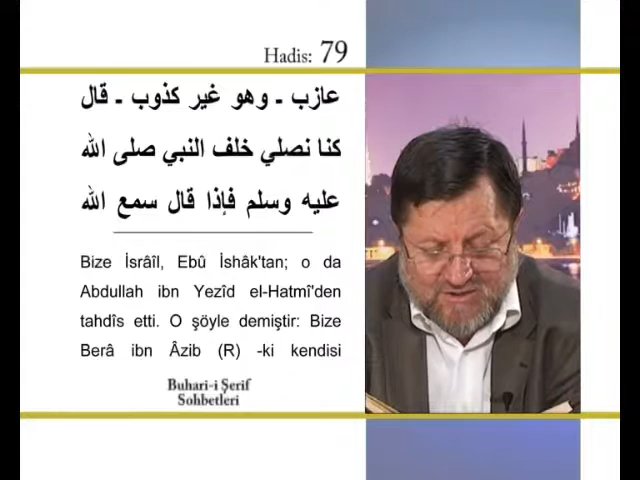 Hadis: 79
عازب ـ وهو غير كذوب ـ قال
كنا نصلي خلف النبي صلى الله
عليه وسلم فإذا قال سمع الله
Bize İsrâîl, Ebû İshâk'tan; o da
Abdullah ibn Yezîd el-Hatmî'den
tahdîs etti. O şöyle demiştir: Bize
Berâ ibn Âzib (R) -ki kendisi
Buhari-i Şerif
Sohbetleri